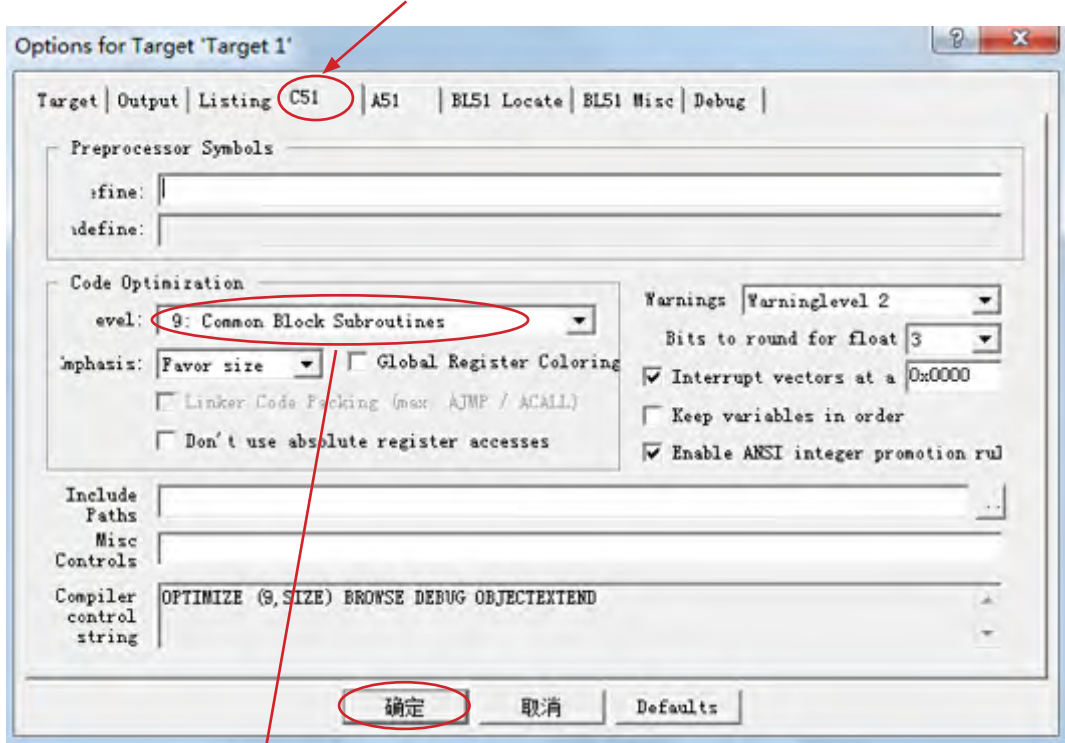 Options for Target 'Target 1'
Target | Output | Listing C51 | A51 | BL51 Locate | BL51 Misc | Debug |
Preprocessor Symbols
efine:
ndefine:
Code Optimization
evel: 9: Common Block Subroutines
Warnings Warninglevel 2
Bits to round for float 3
mphasis: Favor size Global Register Coloring
Interrupt vectors at a 0x0000
Linker Code Packing (max. AJMP / ACALL)
Keep variables in order
Don't use absolute register accesses
Enable ANSI integer promotion rul
Include
Paths
..
Misc
Controls
Compiler
control
string
OPTIMIZE (9,SIZE) BROWSE DEBUG OBJECTEXTEND
确定 取消 Defaults